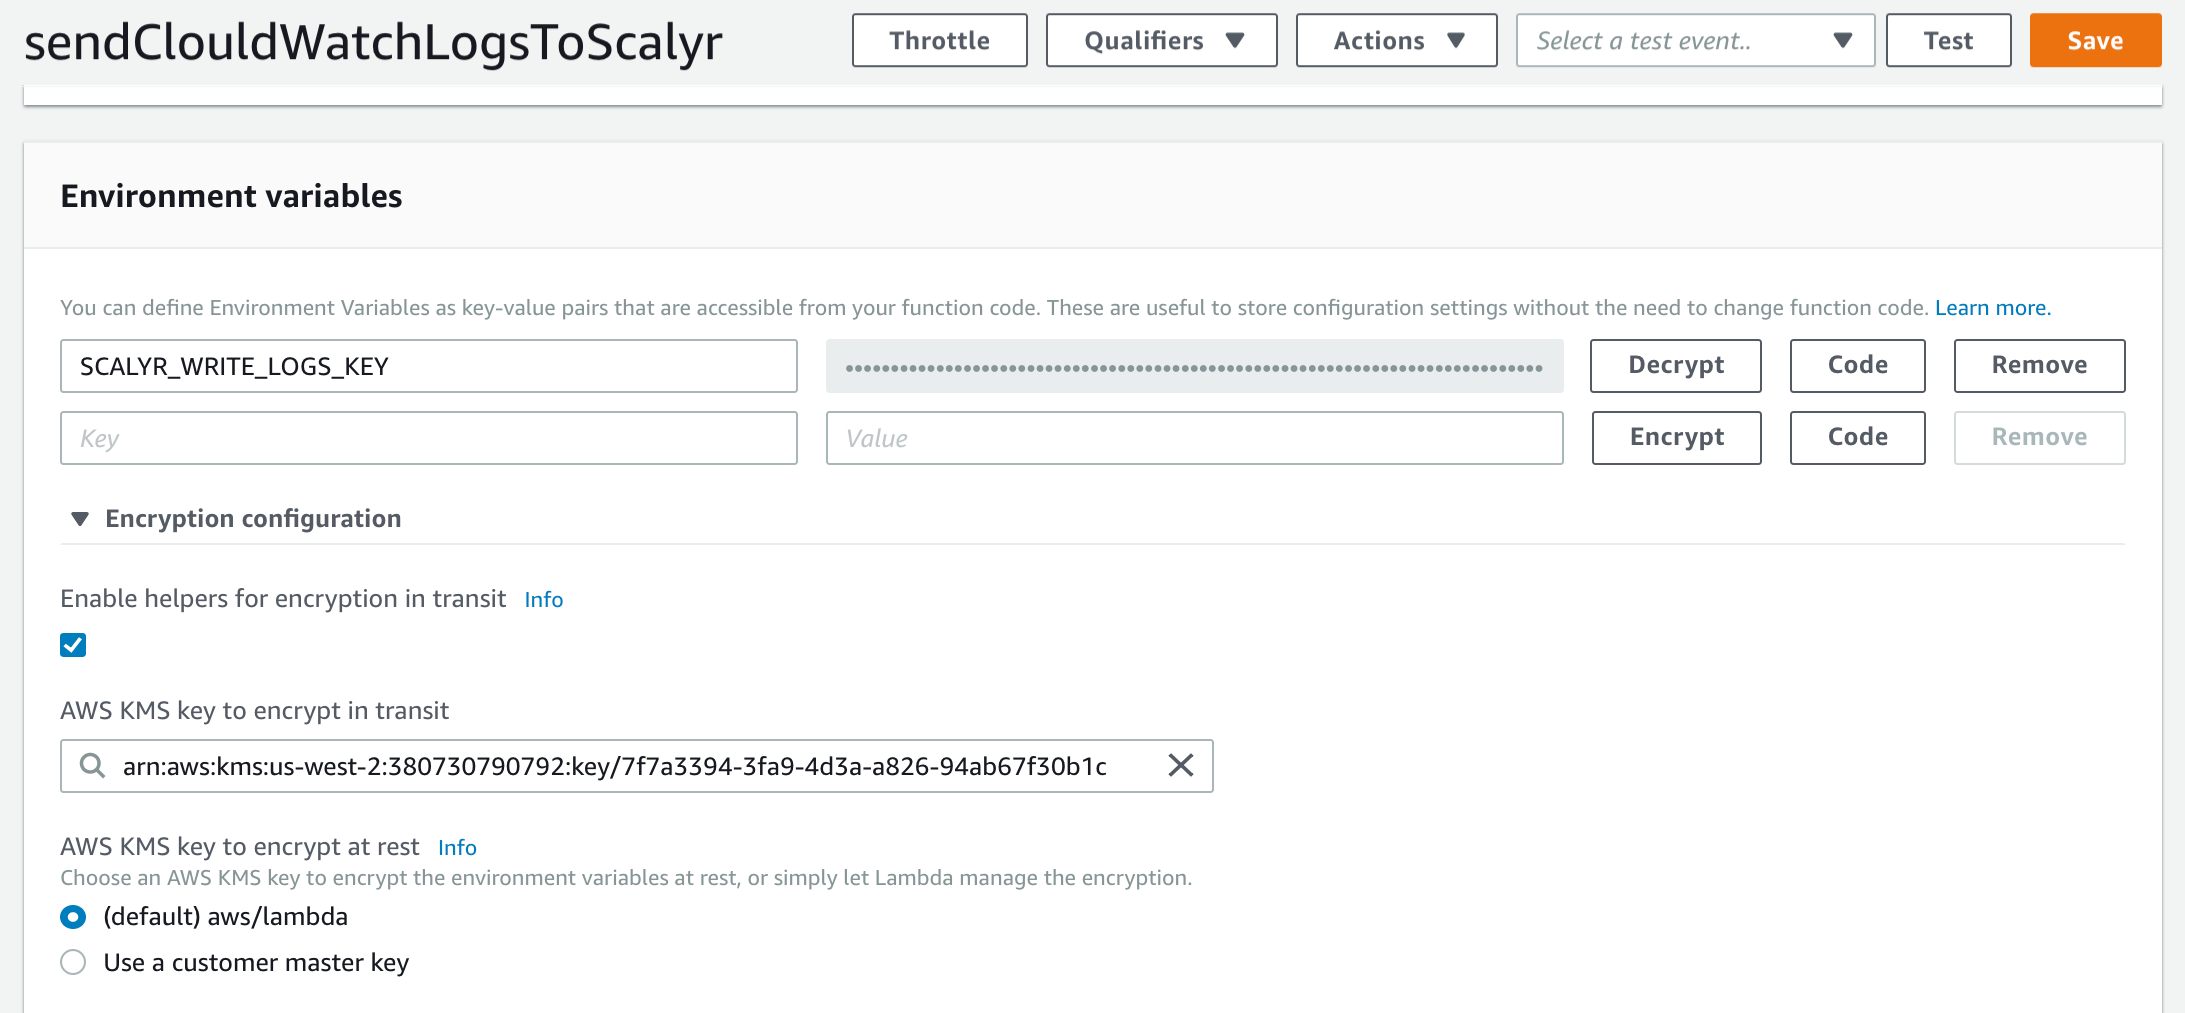 sendClouldWatchLogsToScalyr Throttle Qualifiers Actions Select a test event.. Test Save
Environment variables
You can define Environment Variables as key-value pairs that are accessible from your function code. These are useful to store configuration settings without the need to change function code. Learn more.
SCALYR_WRITE_LOGS_KEY Decrypt Code Remove
Key Value Encrypt Code Remove
Encryption configuration
Enable helpers for encryption in transit Info
AWS KMS key to encrypt in transit
arn:aws:kms:us-west-2:380730790792:key/7f7a3394-3fa9-4d3a-a826-94ab67f30b1c
AWS KMS key to encrypt at rest Info
Choose an AWS KMS key to encrypt the environment variables at rest, or simply let Lambda manage the encryption.
(default) aws/lambda
Use a customer master key